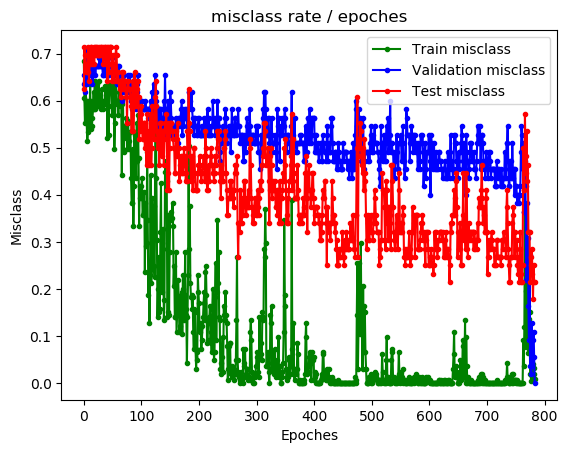 misclass rate / epoches
Train misclass
Validation misclass
Test misclass
Misclass
0.7
0.6
0.5
0.4
0.3
0.2
0.1
0.0
0 100 200 300 400 500 600 700 800
Epoches